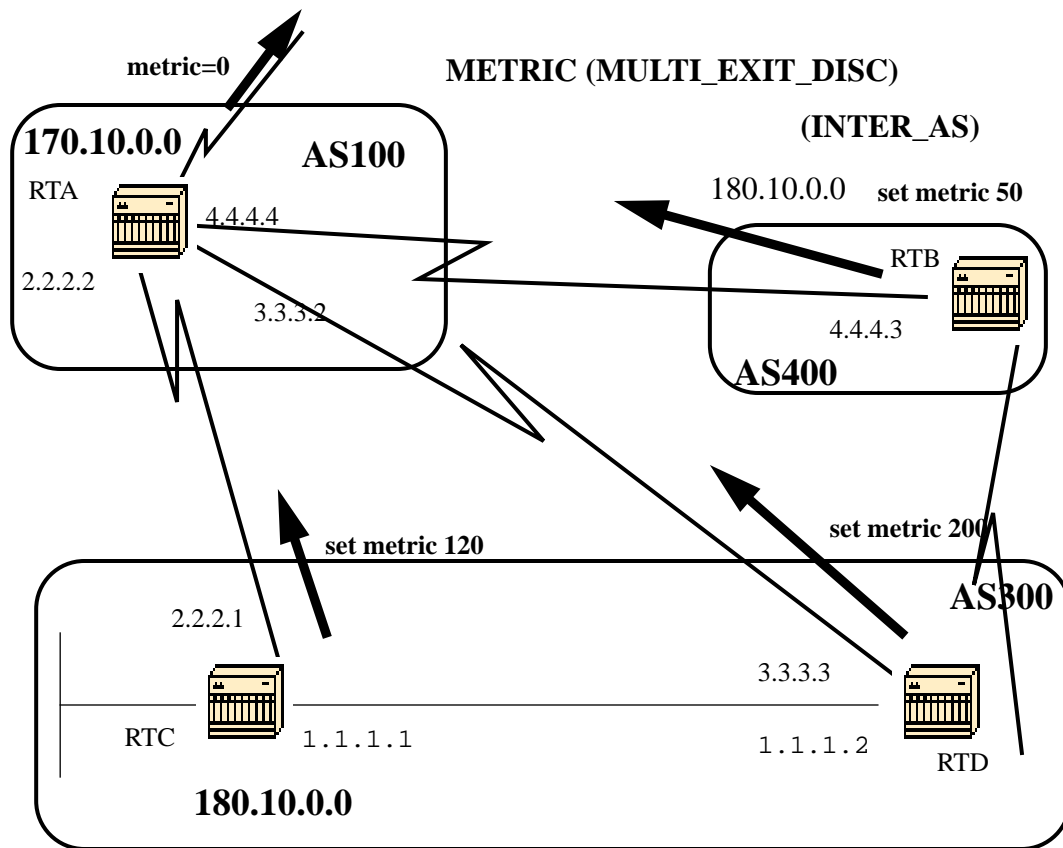 metric=0
METRIC (MULTI_EXIT_DISC)
(INTER_AS)
170.10.0.0
AS100
RTA
4.4.4.4
180.10.0.0
set metric 50
RTB
2.2.2.2
3.3.3.2
4.4.4.3
AS400
set metric 120
set metric 200
AS300
2.2.2.1
3.3.3.3
RTC
1.1.1.1
1.1.1.2
RTD
180.10.0.0